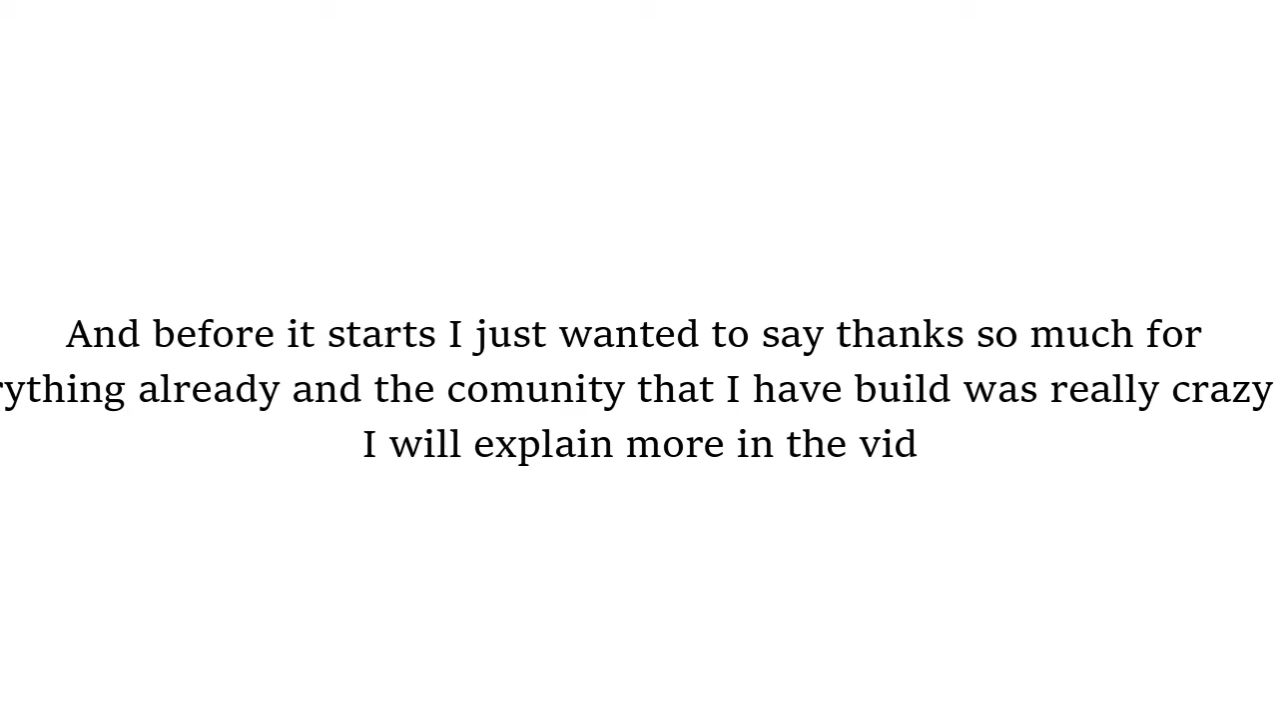 And before it starts I just wanted to say thanks so much for
rything already and the comunity that I have build was really crazy
I will explain more in the vid